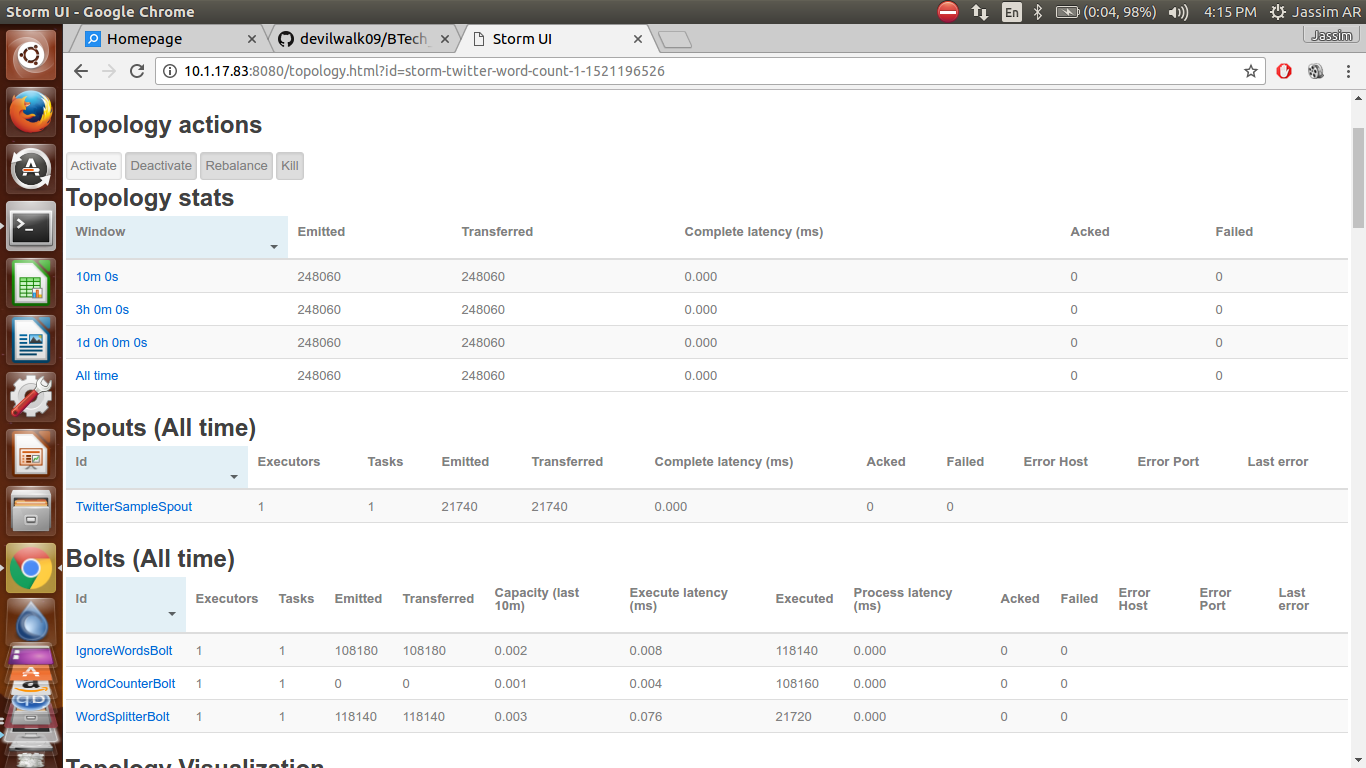 Storm UI - Google Chrome
En
(0:04, 98%)
4:15 PM
Jassim AR
Homepage
devilwalk09/BTech_
Storm UI
Jassim
10.1.17.83:8080/topology.html?id=storm-twitter-word-count-1-1521196526
Topology actions
Activate Deactivate Rebalance Kill
Topology stats
Window Emitted Transferred Complete latency (ms) Acked Failed
10m 0s 248060 248060 0.000 0 0
3h 0m 0s 248060 248060 0.000 0 0
1d 0h 0m 0s 248060 248060 0.000 0 0
All time 248060 248060 0.000 0 0
Spouts (All time)
Id Executors Tasks Emitted Transferred Complete latency (ms) Acked Failed Error Host Error Port Last error
TwitterSampleSpout 1 1 21740 21740 0.000 0 0
Bolts (All time)
Id Executors Tasks Emitted Transferred Capacity (last 10m) Execute latency (ms) Executed Process latency (ms) Acked Failed Error Host Error Port Last error
IgnoreWordsBolt 1 1 108180 108180 0.002 0.008 118140 0.000 0 0
WordCounterBolt 1 1 0 0 0.001 0.004 108160 0.000 0 0
WordSplitterBolt 1 1 118140 118140 0.003 0.076 21720 0.000 0 0
Topology Visualization